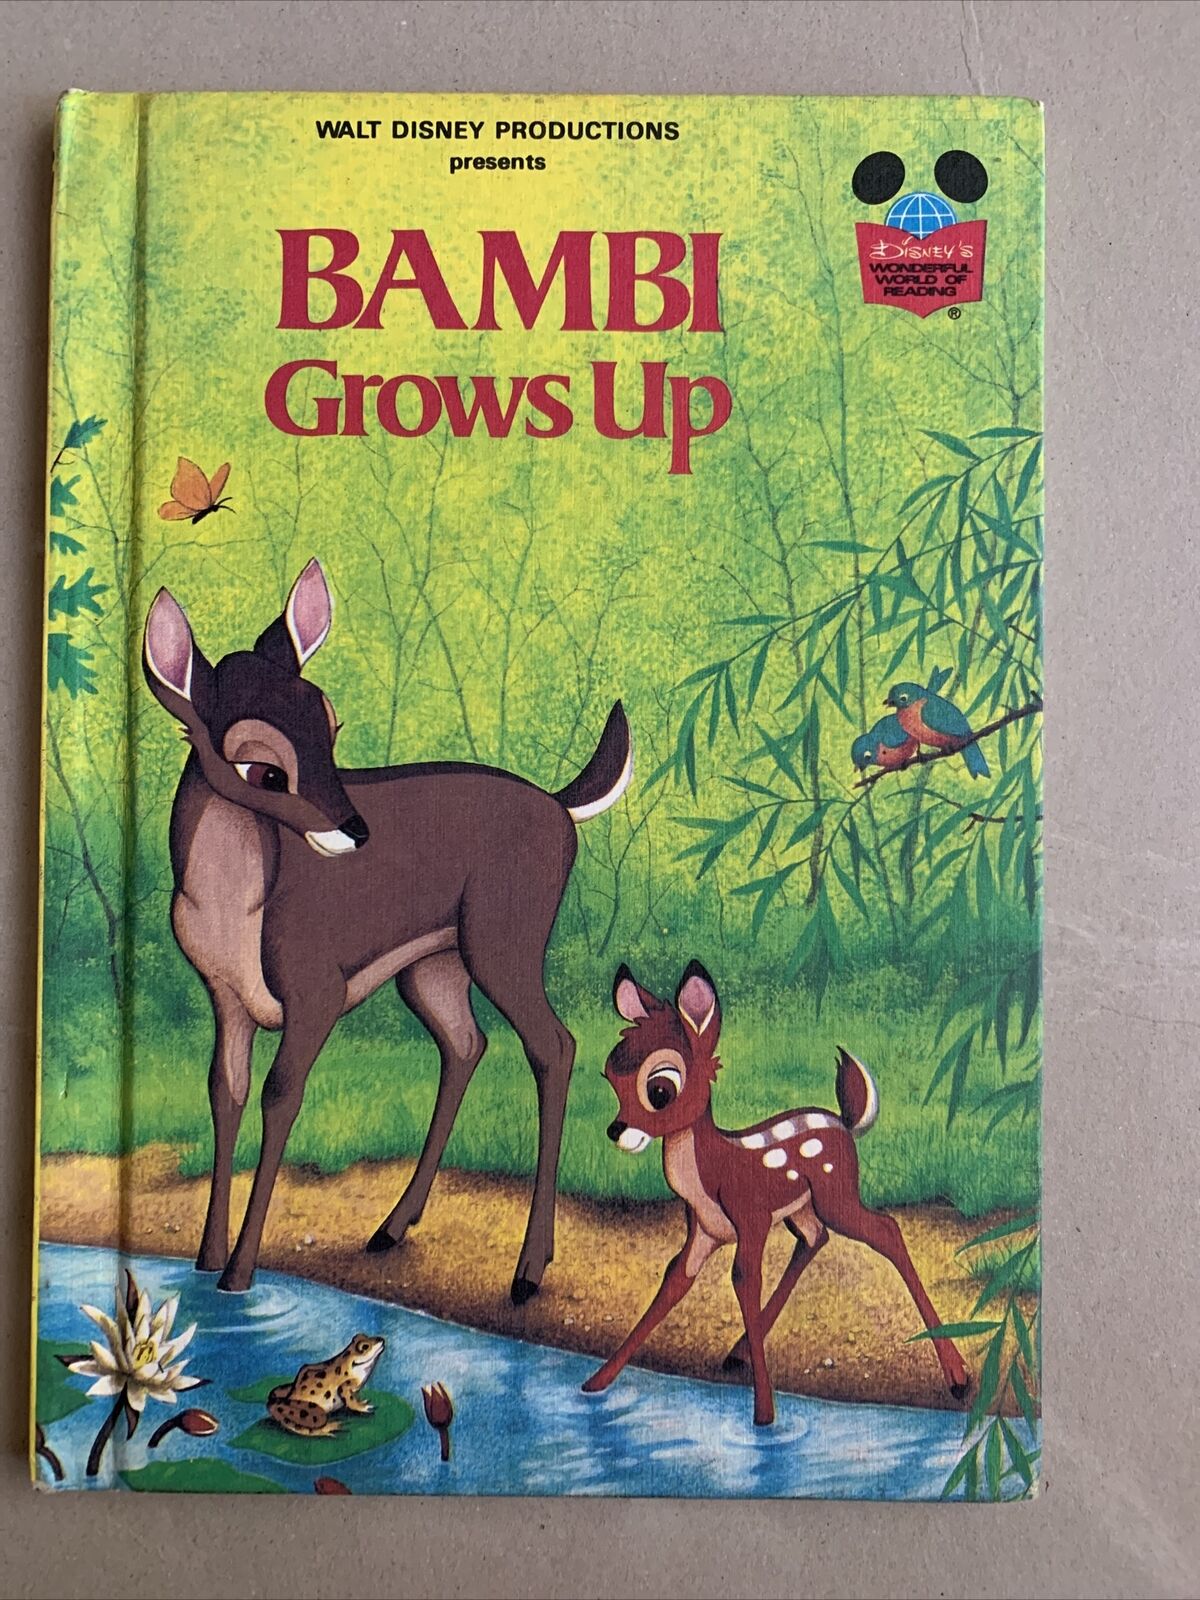 WALT DISNEY PRODUCTIONS
presents
BAMBI
Grows Up
DISNEY'S
WONDERFUL
WORLD OF
READING
®